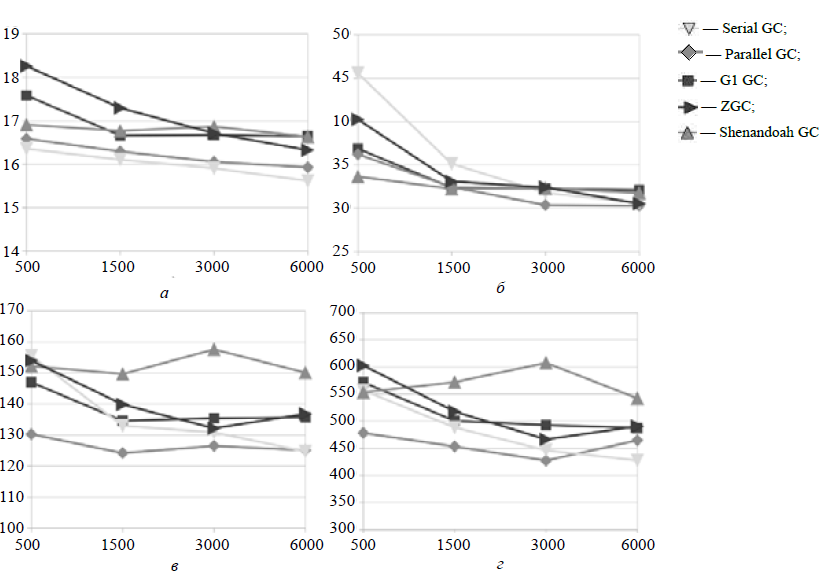 19
18
17
16
15
14
500 1500 3000 6000
а
50
45
10
35
30
25
500 1500 3000 6000
б
— Serial GC;
— Parallel GC;
— G1 GC;
— ZGC;
— Shenandoah GC
170
160
150
140
130
120
110
100
500 1500 3000 6000
в
700
650
600
550
500
450
400
350
300
500 1500 3000 6000
г